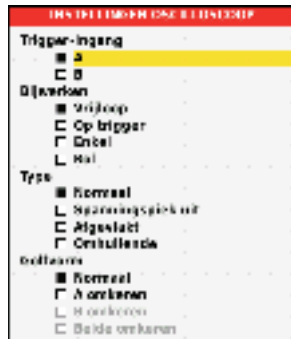 INSTELLINGEN OSCILLOSCOOP
Trigger-ingang
A
B
Bijwerken
Vrijloop
Op trigger
Enkel
Rol
Type
Normaal
Spanningspiek uit
Afgevlakt
Omhullende
Golfvorm
Normaal
A omkeren
B omkeren
Beide omkeren